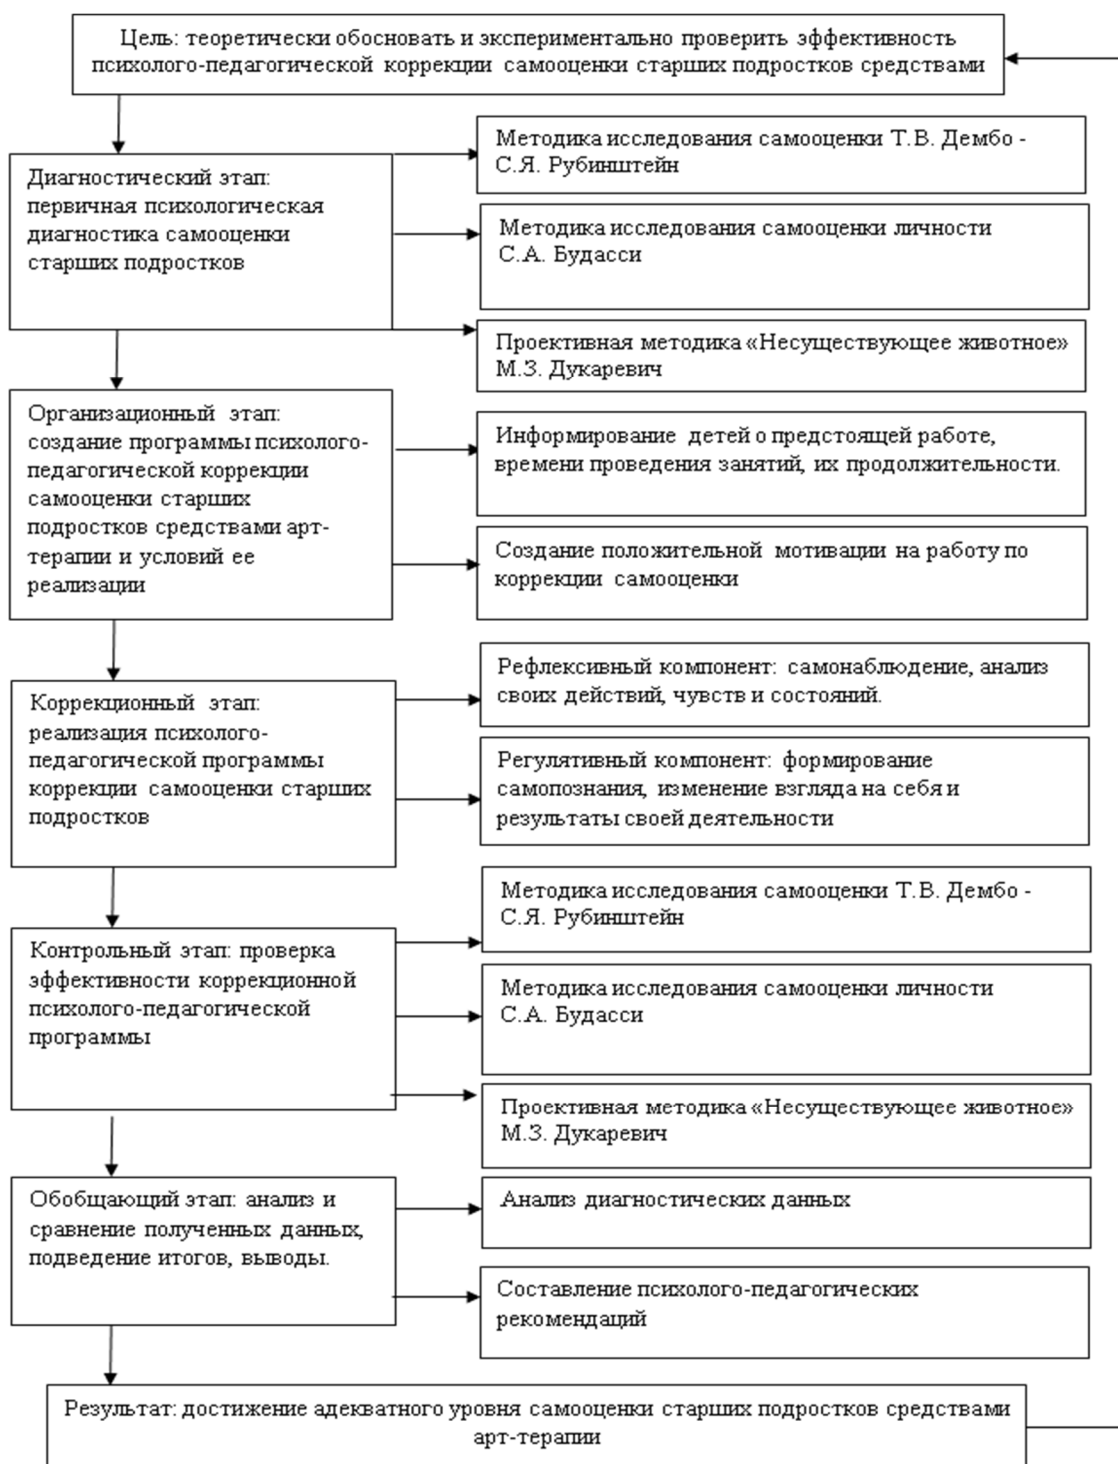 Цель: теоретически обосновать и экспериментально проверить эффективность
психолого-педагогической коррекции самооценки старших подростков средствами
Диагностический этап:
первичная психологическая
диагностика самооценки
старших подростков
Методика исследования самооценки Т.В. Дембо -
С.Я. Рубинштейн
Методика исследования самооценки личности
С.А. Будасси
Проективная методика «Несуществующее животное»
М.З. Дукаревич
Организационный этап:
создание программы психолого-
педагогической коррекции
самооценки старших
подростков средствами арт-
терапии и условий ее
реализации
Информирование детей о предстоящей работе,
времени проведения занятий, их продолжительности.
Создание положительной мотивации на работу по
коррекции самооценки
Коррекционный этап:
реализация психолого-
педагогической программы
коррекции самооценки старших
подростков
Рефлексивный компонент: самонаблюдение, анализ
своих действий, чувств и состояний.
Регулятивный компонент: формирование
самопознания, изменение взгляда на себя и
результаты своей деятельности
Контрольный этап: проверка
эффективности коррекционной
психолого-педагогической
программы
Методика исследования самооценки Т.В. Дембо -
С.Я. Рубинштейн
Методика исследования самооценки личности
С.А. Будасси
Проективная методика «Несуществующее животное»
М.З. Дукаревич
Обобщающий этап: анализ и
сравнение полученных данных,
подведение итогов, выводы.
Анализ диагностических данных
Составление психолого-педагогических
рекомендаций
Результат: достижение адекватного уровня самооценки старших подростков средствами
арт-терапии